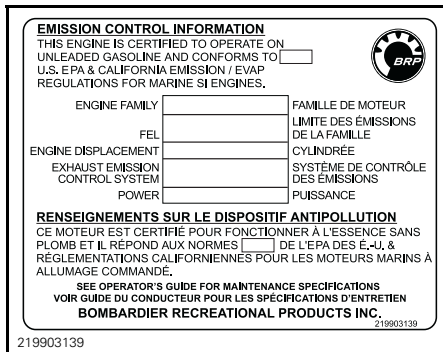 EMISSION CONTROL INFORMATION
THIS ENGINE IS CERTIFIED TO OPERATE ON
UNLEADED GASOLINE AND CONFORMS TO
U.S. EPA & CALIFORNIA EMISSION / EVAP
REGULATIONS FOR MARINE SI ENGINES.
BRP
ENGINE FAMILY FAMILLE DE MOTEUR
FEL LIMITE DES ÉMISSIONS
DE LA FAMILLE
ENGINE DISPLACEMENT CYLINDRÉE
EXHAUST EMISSION SYSTÈME DE CONTRÔLE
CONTROL SYSTEM DES ÉMISSIONS
POWER PUISSANCE
RENSEIGNEMENTS SUR LE DISPOSITIF ANTIPOLLUTION
CE MOTEUR EST CERTIFIÉ POUR FONCTIONNER À L'ESSENCE SANS
PLOMB ET IL RÉPOND AUX NORMES DE L'EPA DES É.-U. &
RÉGLEMENTATIONS CALIFORNIENNES POUR LES MOTEURS MARINS À
ALLUMAGE COMMANDÉ.
SEE OPERATOR'S GUIDE FOR MAINTENANCE SPECIFICATIONS
VOIR GUIDE DU CONDUCTEUR POUR LES SPÉCIFICATIONS D'ENTRETIEN
BOMBARDIER RECREATIONAL PRODUCTS INC.
219903139
219903139